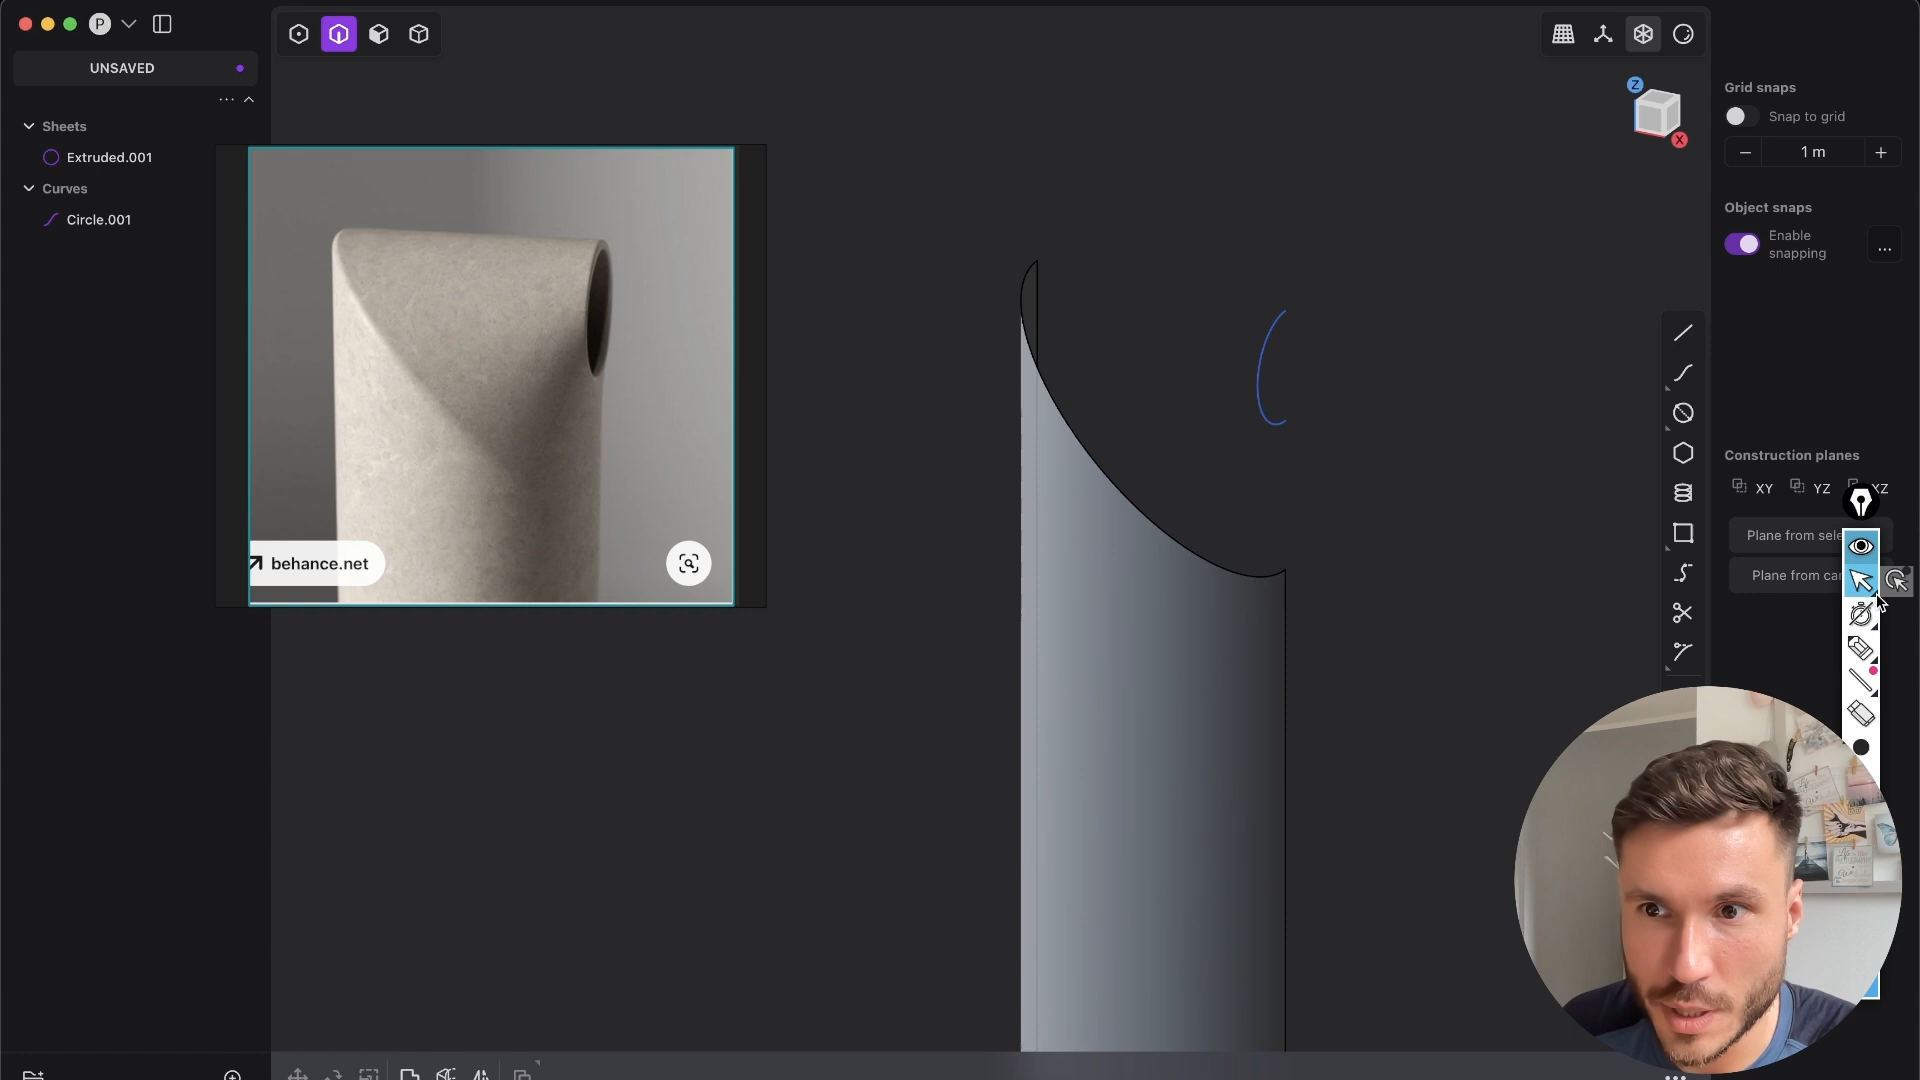 P
UNSAVED
Sheets
Extruded.001
Curves
Circle.001
behance.net
Z
X
Grid snaps
Snap to grid
1 m
Object snaps
Enable
snapping
Construction planes
XY YZ XZ
Plane from sele
Plane from ca